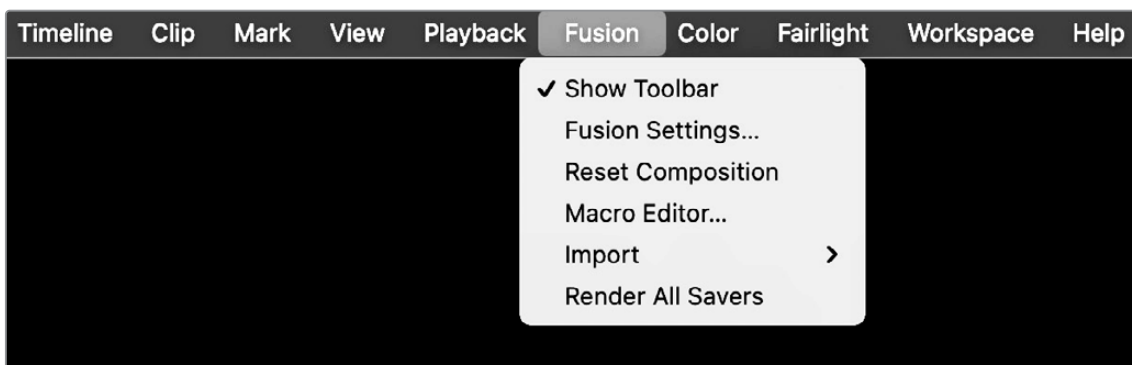 Timeline Clip Mark View Playback Fusion Color Fairlight Workspace Help
✓ Show Toolbar
Fusion Settings...
Reset Composition
Macro Editor...
Import >
Render All Savers